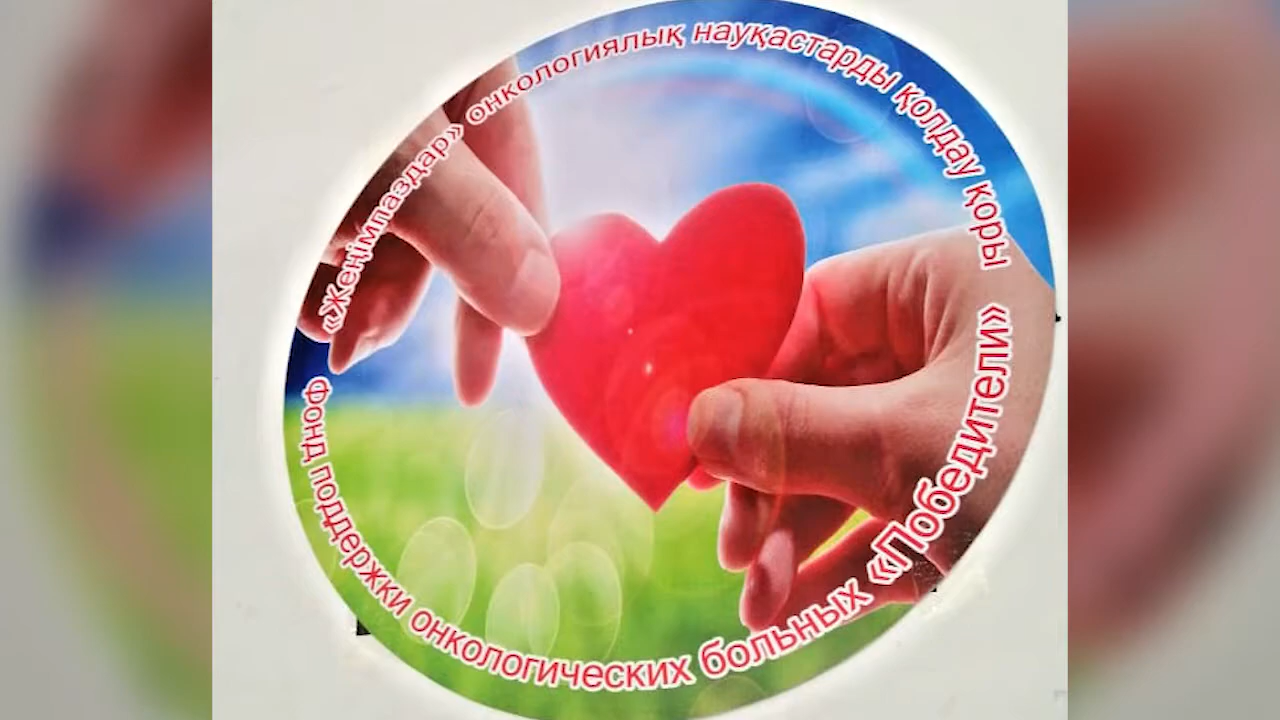 «Жеңімпаздар» онкологиялық науқастарды қолдау қоры
Фонд поддержки онкологических больных «Победители»